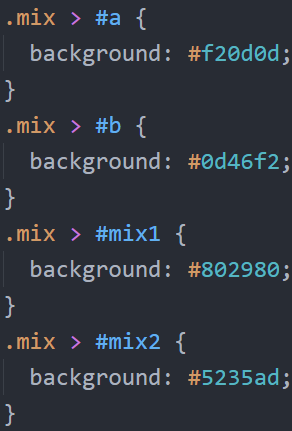 .mix > #a {
  background: #f20d0d;
}
.mix > #b {
  background: #0d46f2;
}
.mix > #mix1 {
  background: #802980;
}
.mix > #mix2 {
  background: #5235ad;
}